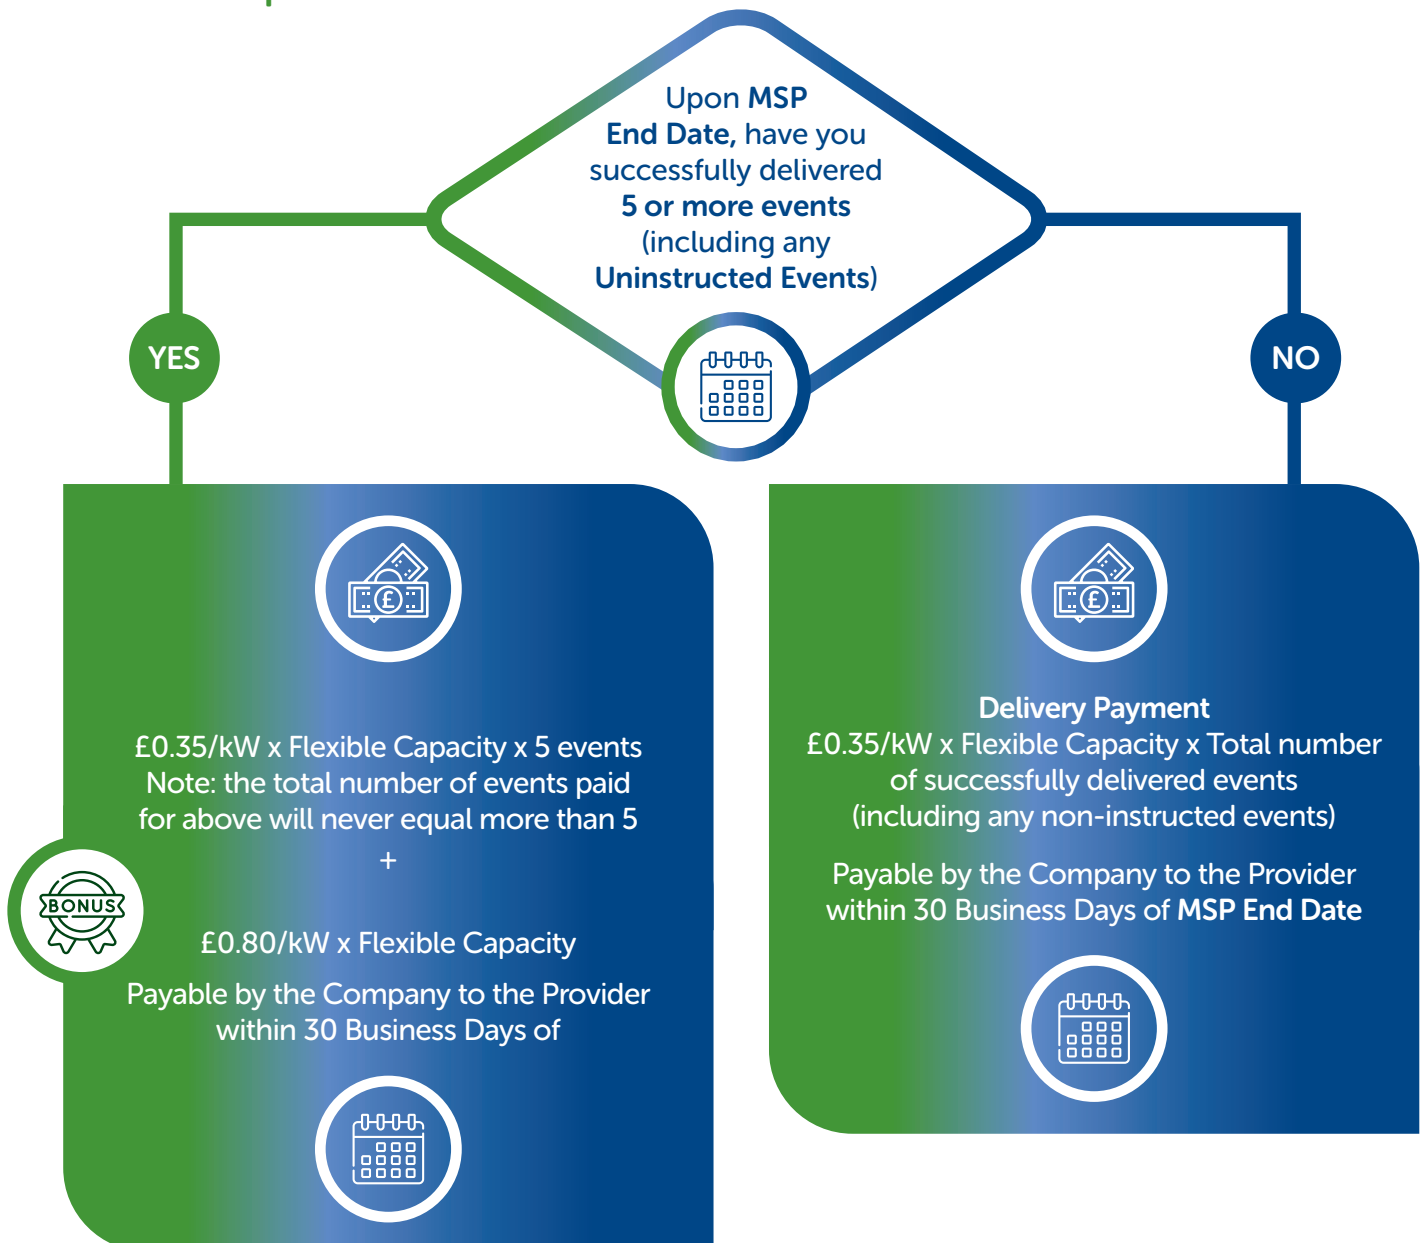 Upon MSP
End Date, have you
successfully delivered
5 or more events
(including any
Uninstructed Events)
YES
NO
£0.35/kW x Flexible Capacity x 5 events
Note: the total number of events paid
for above will never equal more than 5
+
BONUS
£0.80/kW x Flexible Capacity
Payable by the Company to the Provider
within 30 Business Days of
Delivery Payment
£0.35/kW x Flexible Capacity x Total number
of successfully delivered events
(including any non-instructed events)
Payable by the Company to the Provider
within 30 Business Days of MSP End Date